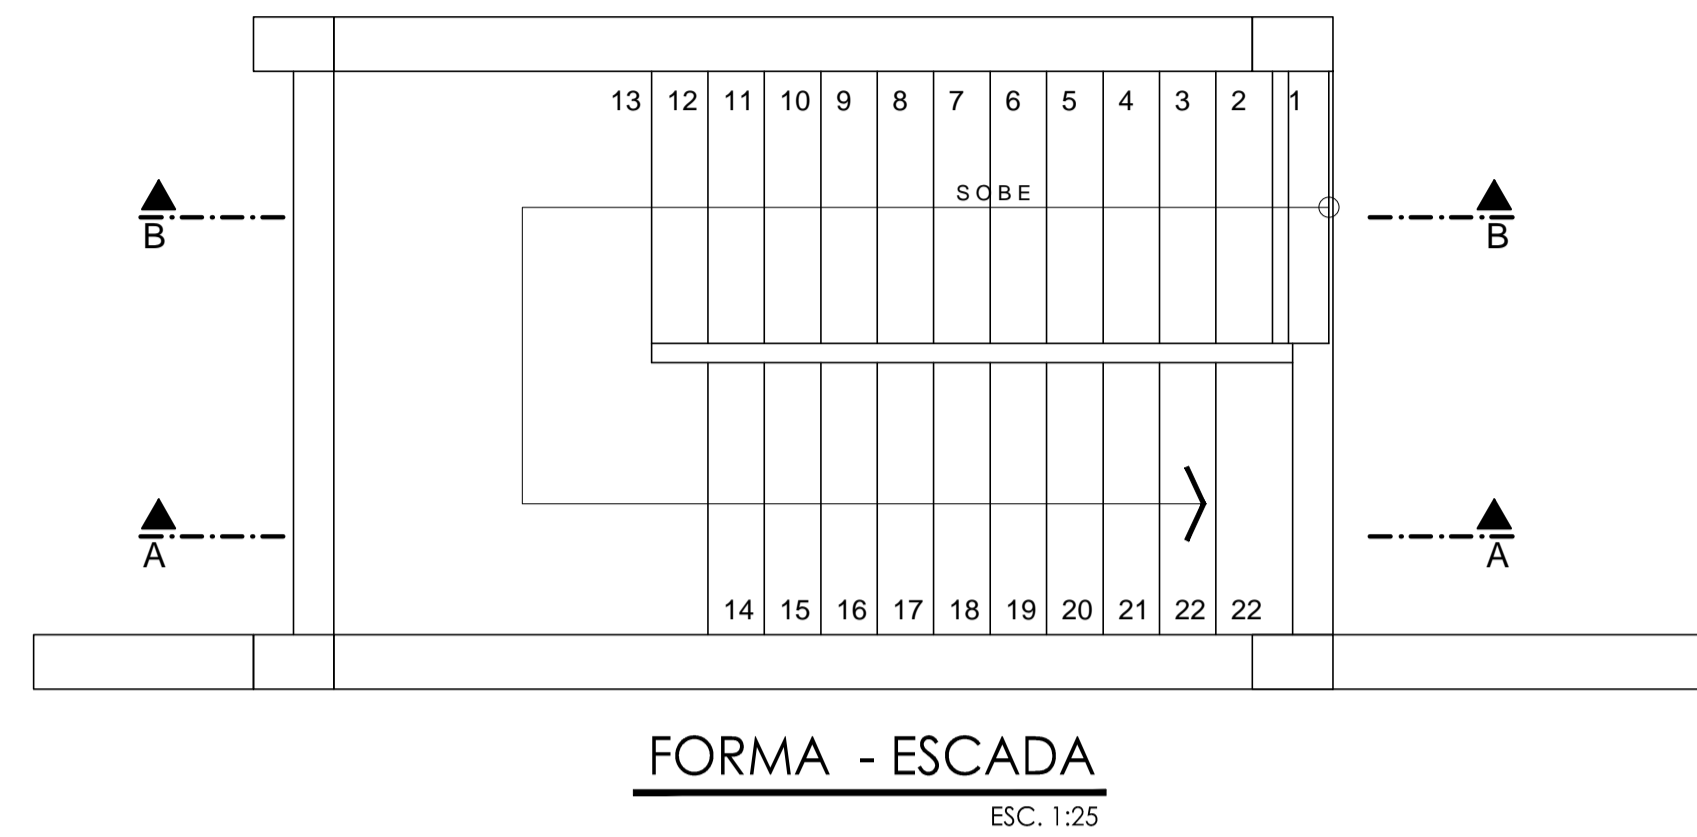 13 12 11 10 9 8 7 6 5 4 3 2 1
SOBE
B B
A A
14 15 16 17 18 19 20 21 22 22
FORMA - ESCADA
ESC. 1:25